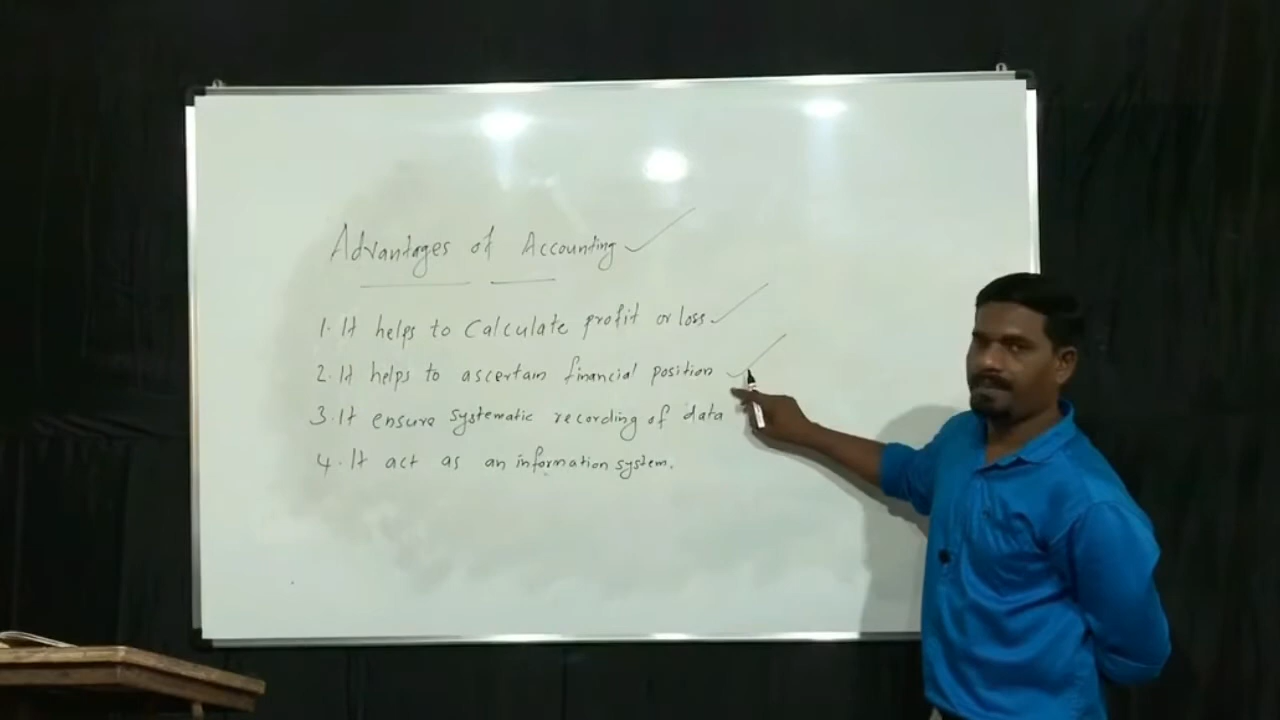 Advantages of Accounting
1. It helps to Calculate profit or loss
2. It helps to ascertain financial position
3. It ensure systematic recording of data
4. It act as an information system.